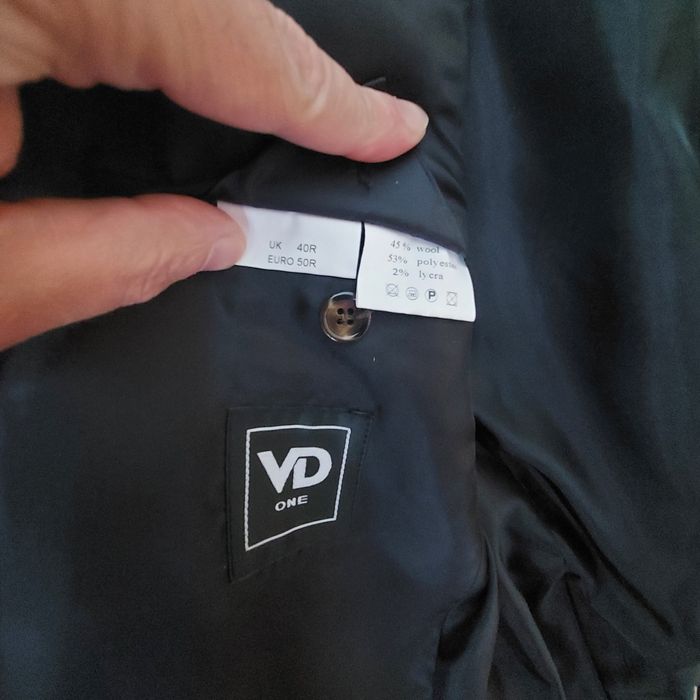 UK 40R
EURO 50R
45% wool
53% polyester
2% lycra
P
VD
ONE